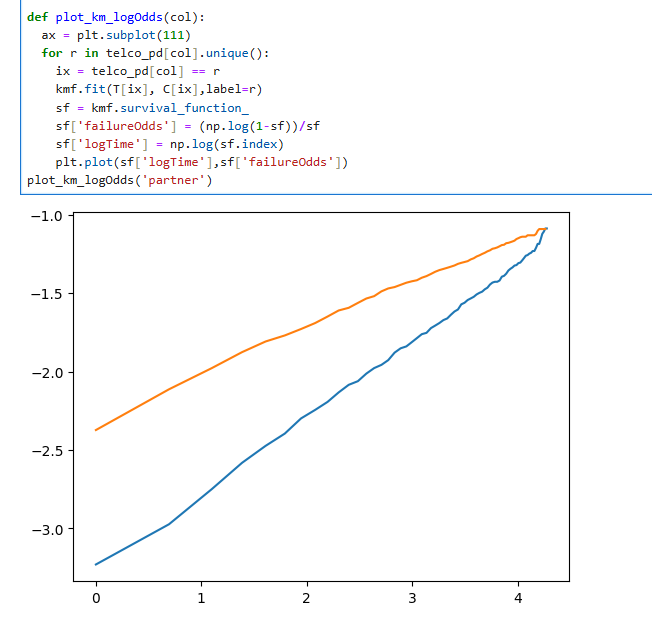 def plot_km_logOdds(col):
  ax = plt.subplot(111)
  for r in telco_pd[col].unique():
    ix = telco_pd[col] == r
    kmf.fit(T[ix], C[ix],label=r)
    sf = kmf.survival_function_
    sf['failureOdds'] = (np.log(1-sf))/sf
    sf['logTime'] = np.log(sf.index)
    plt.plot(sf['logTime'],sf['failureOdds'])
plot_km_logOdds('partner')
−1.0
−1.5
−2.0
−2.5
−3.0
0 1 2 3 4